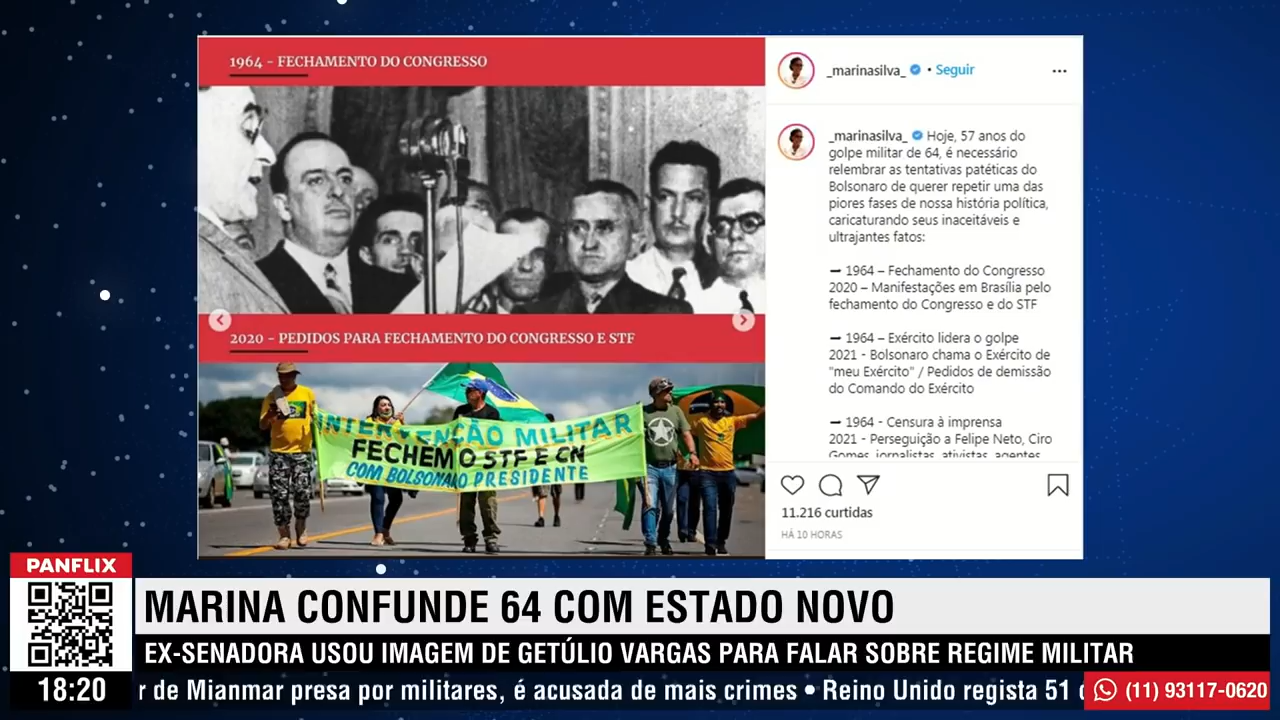 1964 - FECHAMENTO DO CONGRESSO
2020 - PEDIDOS PARA FECHAMENTO DO CONGRESSO E STF
INTERVENÇÃO MILITAR
FECHEM O STF E CN
COM BOLSONARO PRESIDENTE
_marinasilva_ • Seguir
_marinasilva_ Hoje, 57 anos do
golpe militar de 64, é necessário
relembrar as tentativas patéticas do
Bolsonaro de querer repetir uma das
piores fases de nossa história política,
caricaturando seus inaceitáveis e
ultrajantes fatos:
1964 – Fechamento do Congresso
2020 – Manifestações em Brasília pelo
fechamento do Congresso e do STF
1964 – Exército lidera o golpe
2021 - Bolsonaro chama o Exército de
"meu Exército" / Pedidos de demissão
do Comando do Exército
1964 - Censura à imprensa
2021 - Perseguição a Felipe Neto, Ciro
Gomes, jornalistas, ativistas, agentes
11.216 curtidas
HÁ 10 HORAS
PANFLIX
MARINA CONFUNDE 64 COM ESTADO NOVO
EX-SENADORA USOU IMAGEM DE GETÚLIO VARGAS PARA FALAR SOBRE REGIME MILITAR
18:20
r de Mianmar presa por militares, é acusada de mais crimes • Reino Unido regista 51
(11) 93117-0620